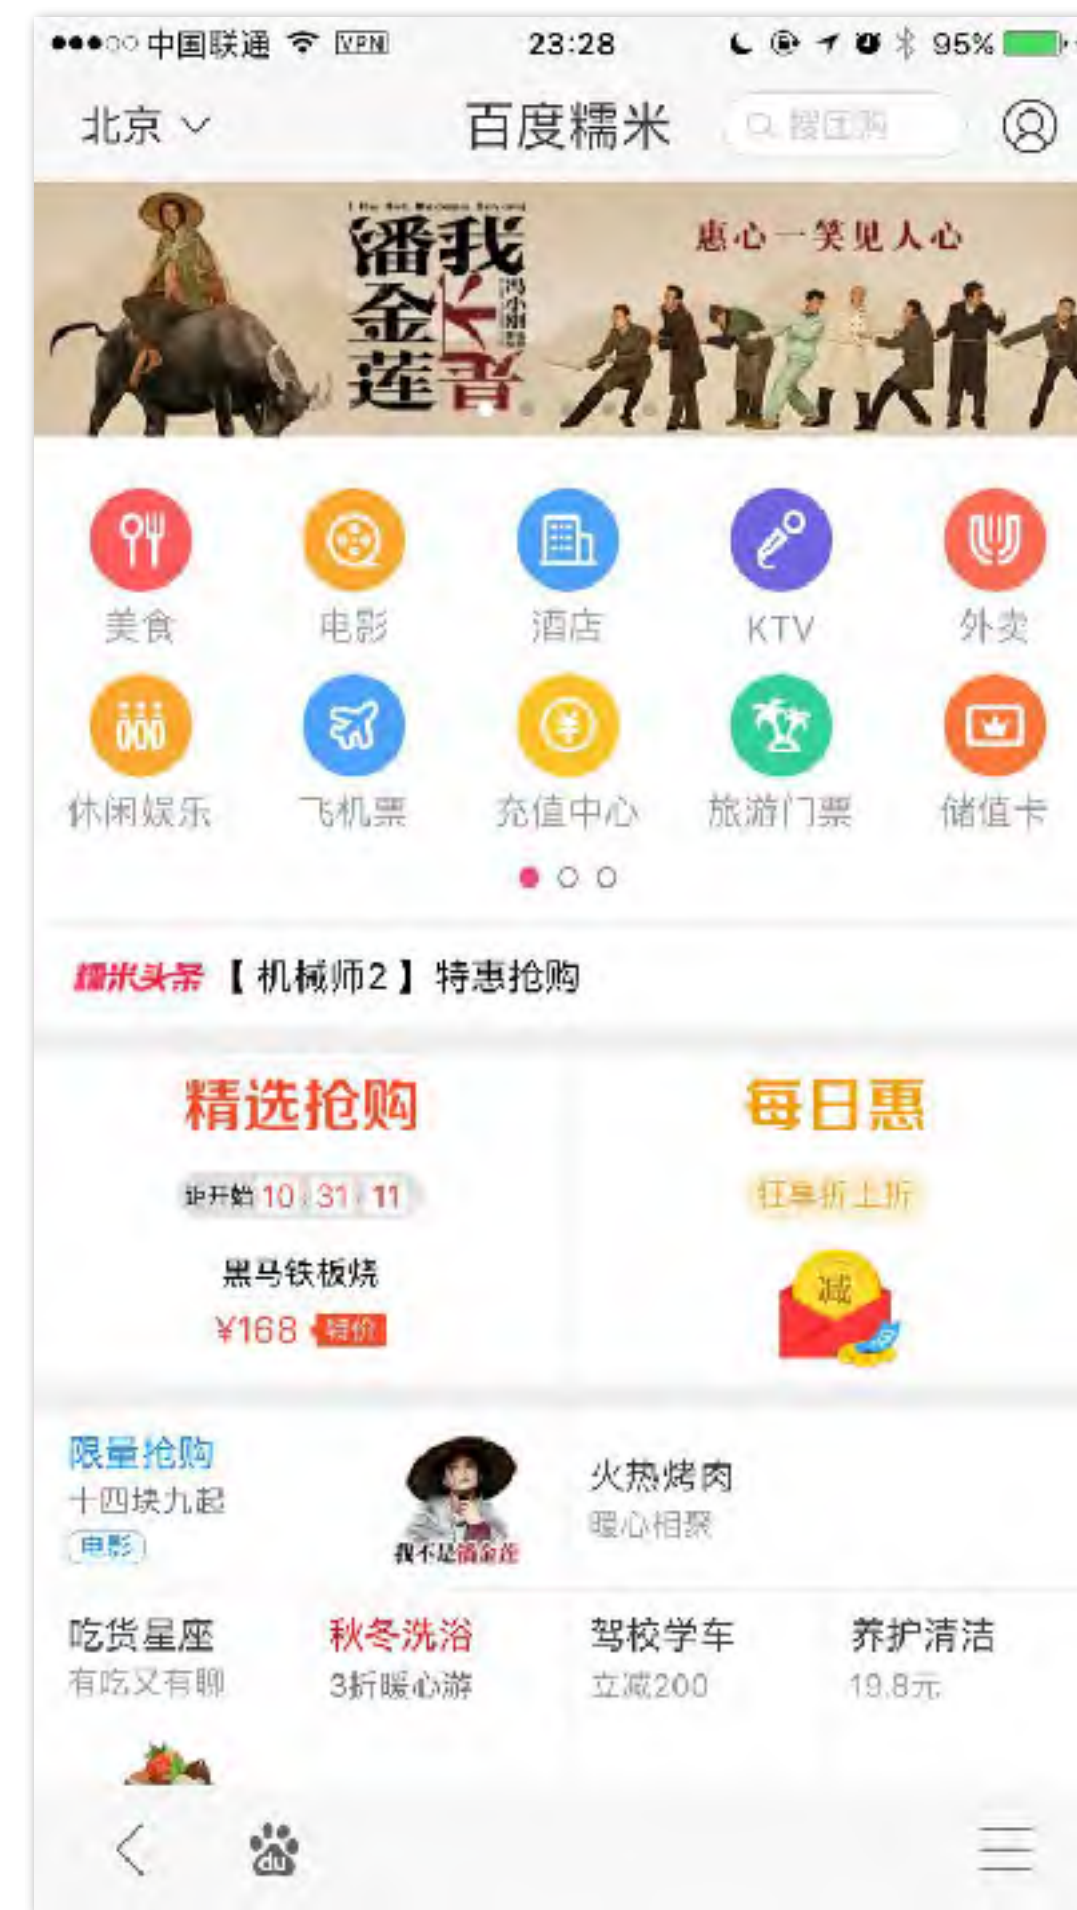 中国联通 VPN 23:28 95%
北京 百度糯米 搜团购
我不是潘金莲
冯小刚
惠心一笑见人心
美食 电影 酒店 KTV 外卖
休闲娱乐 飞机票 充值中心 旅游门票 储值卡
糯米头条 【机械师2】特惠抢购
精选抢购 每日惠
距开始 10:31:11 狂享折上折
减
黑马铁板烧
¥168 特价
限量抢购
十四块九起
电影
我不是潘金莲
火热烤肉
暖心相聚
吃货星座 秋冬洗浴 驾校学车 养护清洁
有吃又有聊 3折暖心游 立减200 19.8元
du